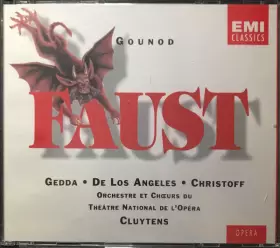 GOUNOD
EMI
CLASSICS
FAUST
GEDDA · DE LOS ANGELES · CHRISTOFF
ORCHESTRE ET CHŒURS DU
THÉÂTRE NATIONAL DE L'OPÉRA
CLUYTENS
OPERA